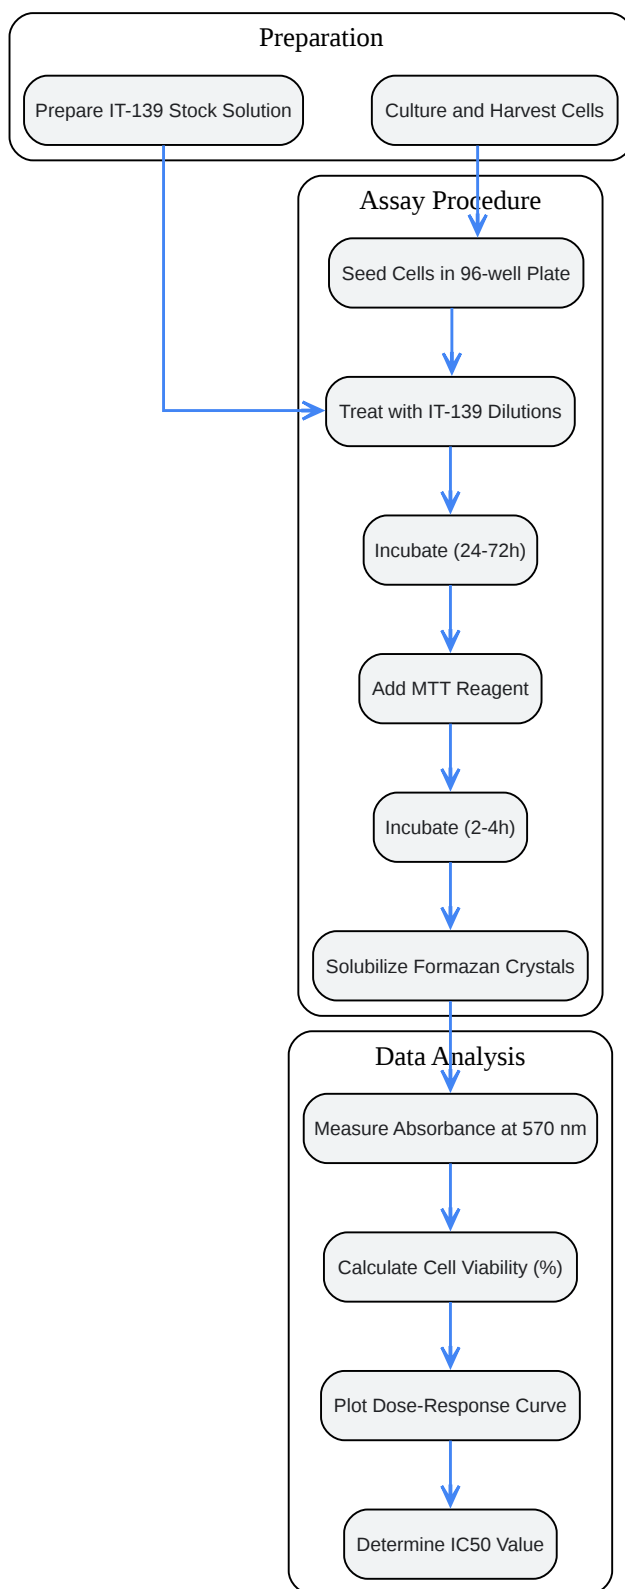 Preparation
Prepare IT-139 Stock Solution
Culture and Harvest Cells
Assay Procedure
Seed Cells in 96-well Plate
Treat with IT-139 Dilutions
Incubate (24-72h)
Add MTT Reagent
Incubate (2-4h)
Solubilize Formazan Crystals
Data Analysis
Measure Absorbance at 570 nm
Calculate Cell Viability (%)
Plot Dose-Response Curve
Determine IC50 Value